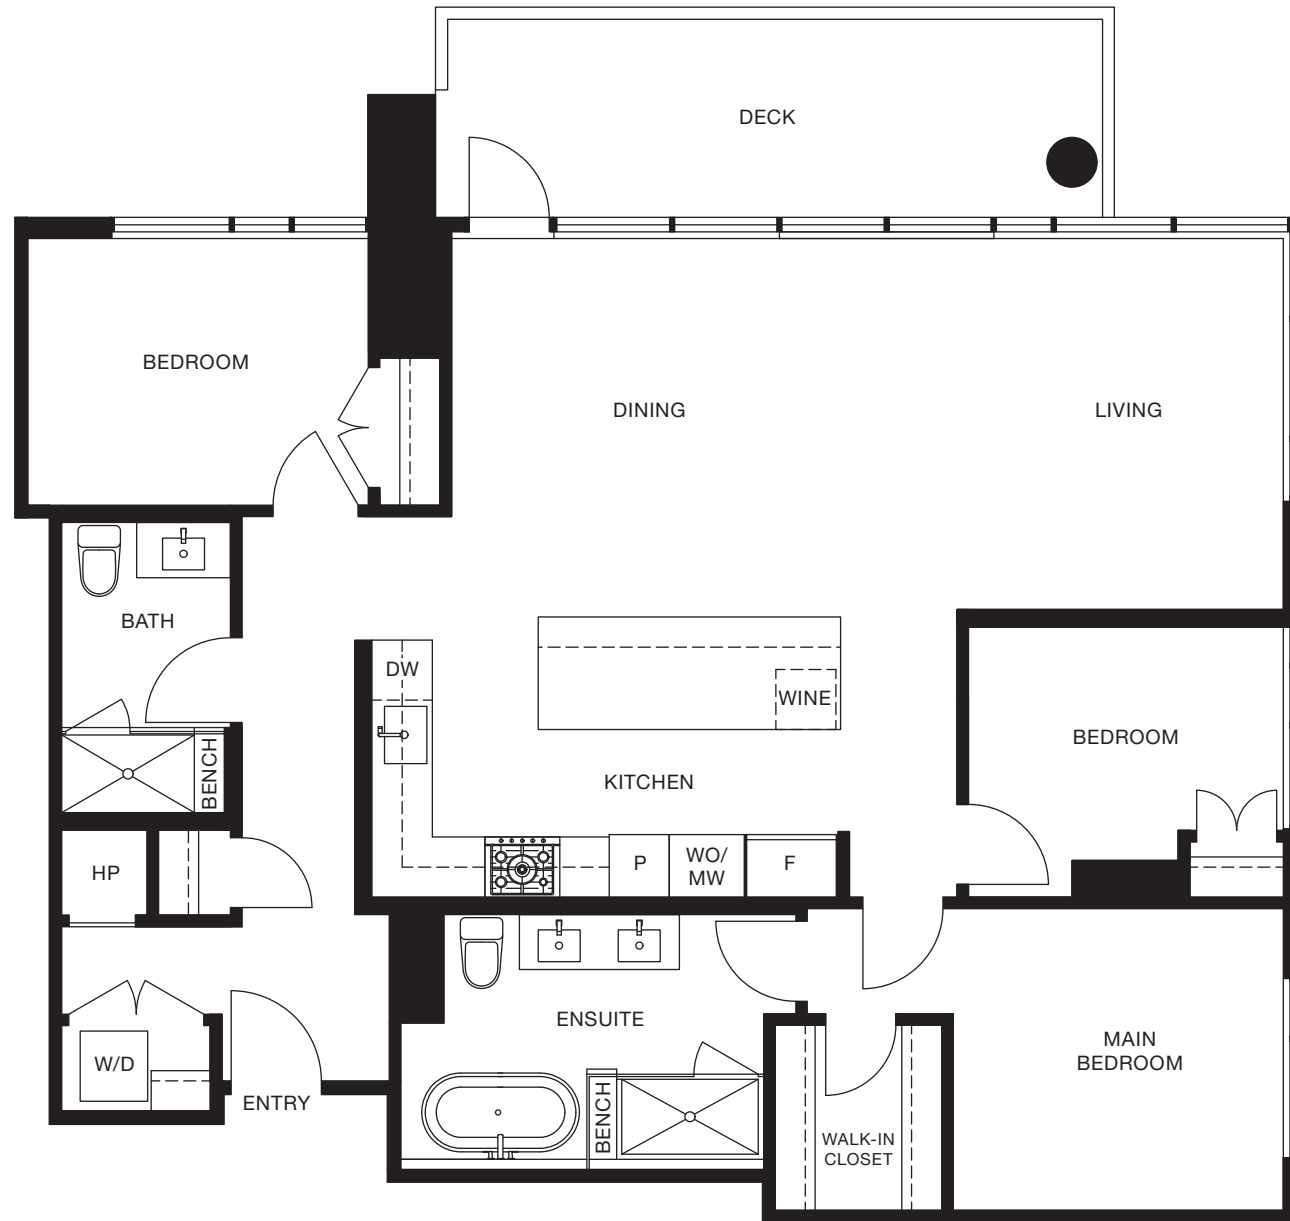 DECK
BEDROOM
DINING
LIVING
BATH
DW
WINE
BEDROOM
BENCH
KITCHEN
HP
P
WO/
MW
F
ENSUITE
MAIN
BEDROOM
W/D
ENTRY
BENCH
WALK-IN
CLOSET